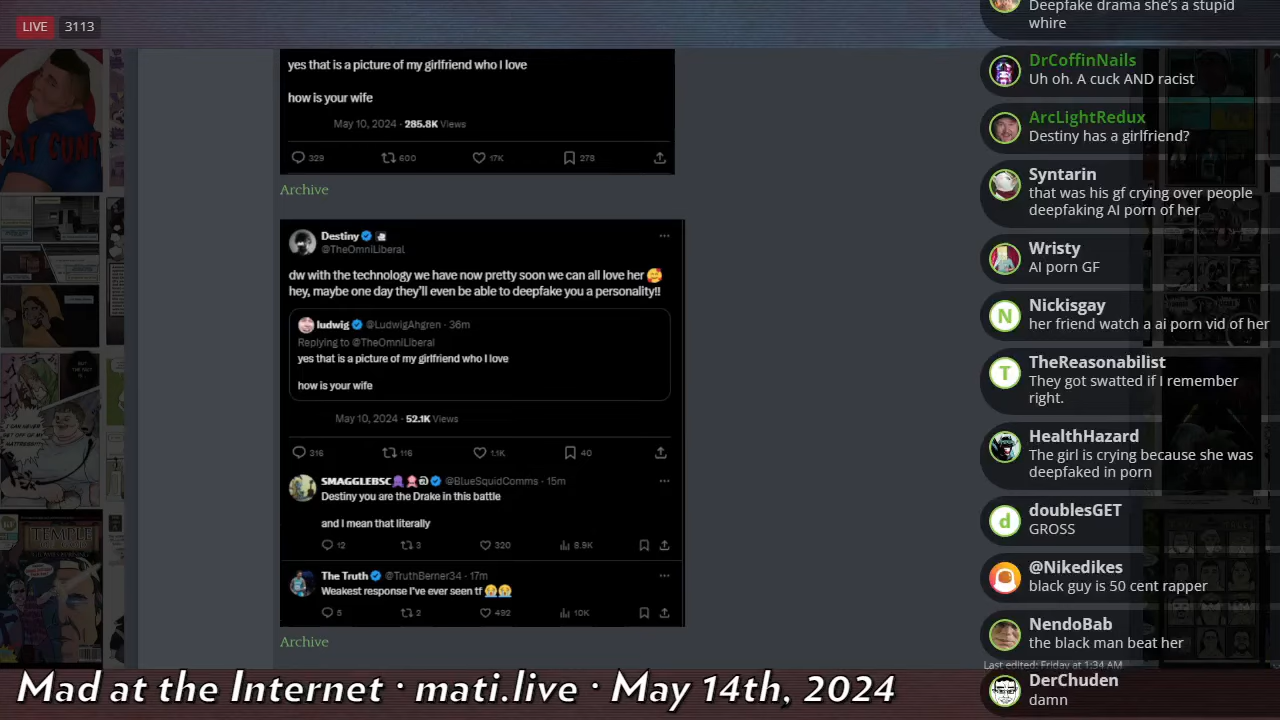 LIVE 3113
yes that is a picture of my girlfriend who I love
how is your wife
May 10, 2024 · 285.8K Views
329 600 17K 278
Archive
Destiny
@TheOmniLiberal
dw with the technology we have now pretty soon we can all love her 🥰
hey, maybe one day they'll even be able to deepfake you a personality!!
ludwig @LudwigAhgren · 36m
Replying to @TheOmniLiberal
yes that is a picture of my girlfriend who I love
how is your wife
May 10, 2024 · 52.1K Views
316 116 1.1K 40
SMAGGLEBSC @BlueSquidComms · 15m
Destiny you are the Drake in this battle
and I mean that literally
12 3 320 8.9K
The Truth @TruthBerner34 · 17m
Weakest response I've ever seen tf 😭😭
5 2 492 10K
Archive
Deepfake drama she's a stupid
whire
DrCoffinNails
Uh oh. A cuck AND racist
ArcLightRedux
Destiny has a girlfriend?
Syntarin
that was his gf crying over people
deepfaking AI porn of her
Wristy
AI porn GF
N
Nickisgay
her friend watch a ai porn vid of her
T
TheReasonabilist
They got swatted if I remember
right.
HealthHazard
The girl is crying because she was
deepfaked in porn
d
doublesGET
GROSS
@Nikedikes
black guy is 50 cent rapper
NendoBab
the black man beat her
Last edited: Friday at 1:34 AM
DerChuden
damn
FAT CUNT
TEMPLE
Mad at the Internet · mati.live · May 14th, 2024